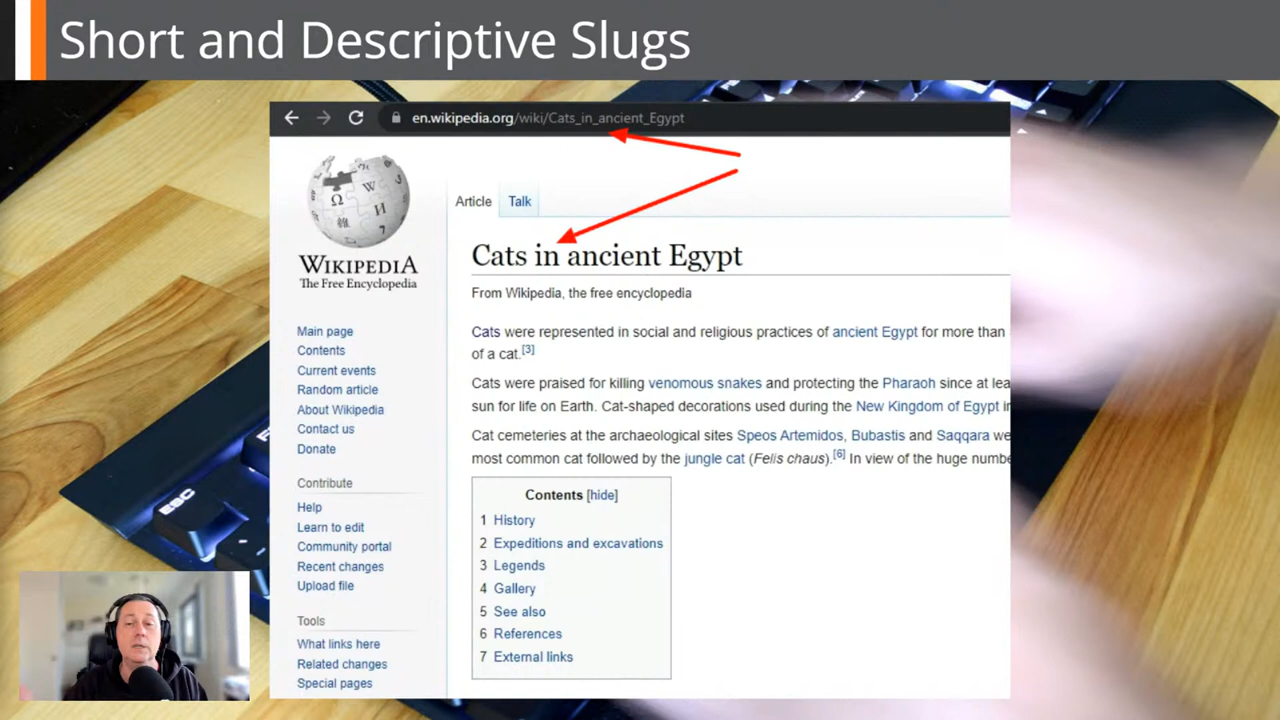 Short and Descriptive Slugs
en.wikipedia.org/wiki/Cats_in_ancient_Egypt
Ω W И
WIKIPEDIA
The Free Encyclopedia
Main page
Contents
Current events
Random article
About Wikipedia
Contact us
Donate
Contribute
Help
Learn to edit
Community portal
Recent changes
Upload file
Tools
What links here
Related changes
Special pages
Article Talk
Cats in ancient Egypt
From Wikipedia, the free encyclopedia
Cats were represented in social and religious practices of ancient Egypt for more than
of a cat.[3]
Cats were praised for killing venomous snakes and protecting the Pharaoh since at lea
sun for life on Earth. Cat-shaped decorations used during the New Kingdom of Egypt i
Cat cemeteries at the archaeological sites Speos Artemidos, Bubastis and Saqqara we
most common cat followed by the jungle cat (Felis chaus).[6] In view of the huge numbe
Contents [hide]
1 History
2 Expeditions and excavations
3 Legends
4 Gallery
5 See also
6 References
7 External links
ESC